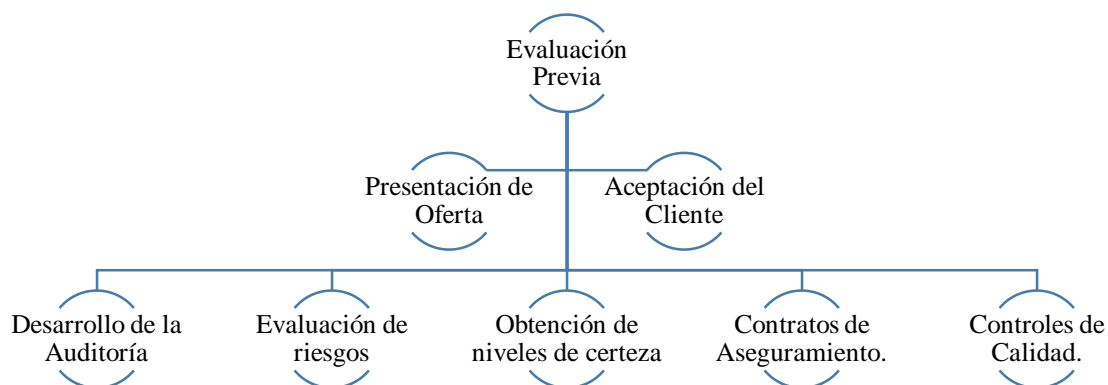 Evaluación
Previa
Presentación de
Oferta
Aceptación del
Cliente
Desarrollo de la
Auditoría
Evaluación de
riesgos
Obtención de
niveles de certeza
Contratos de
Aseguramiento.
Controles de
Calidad.